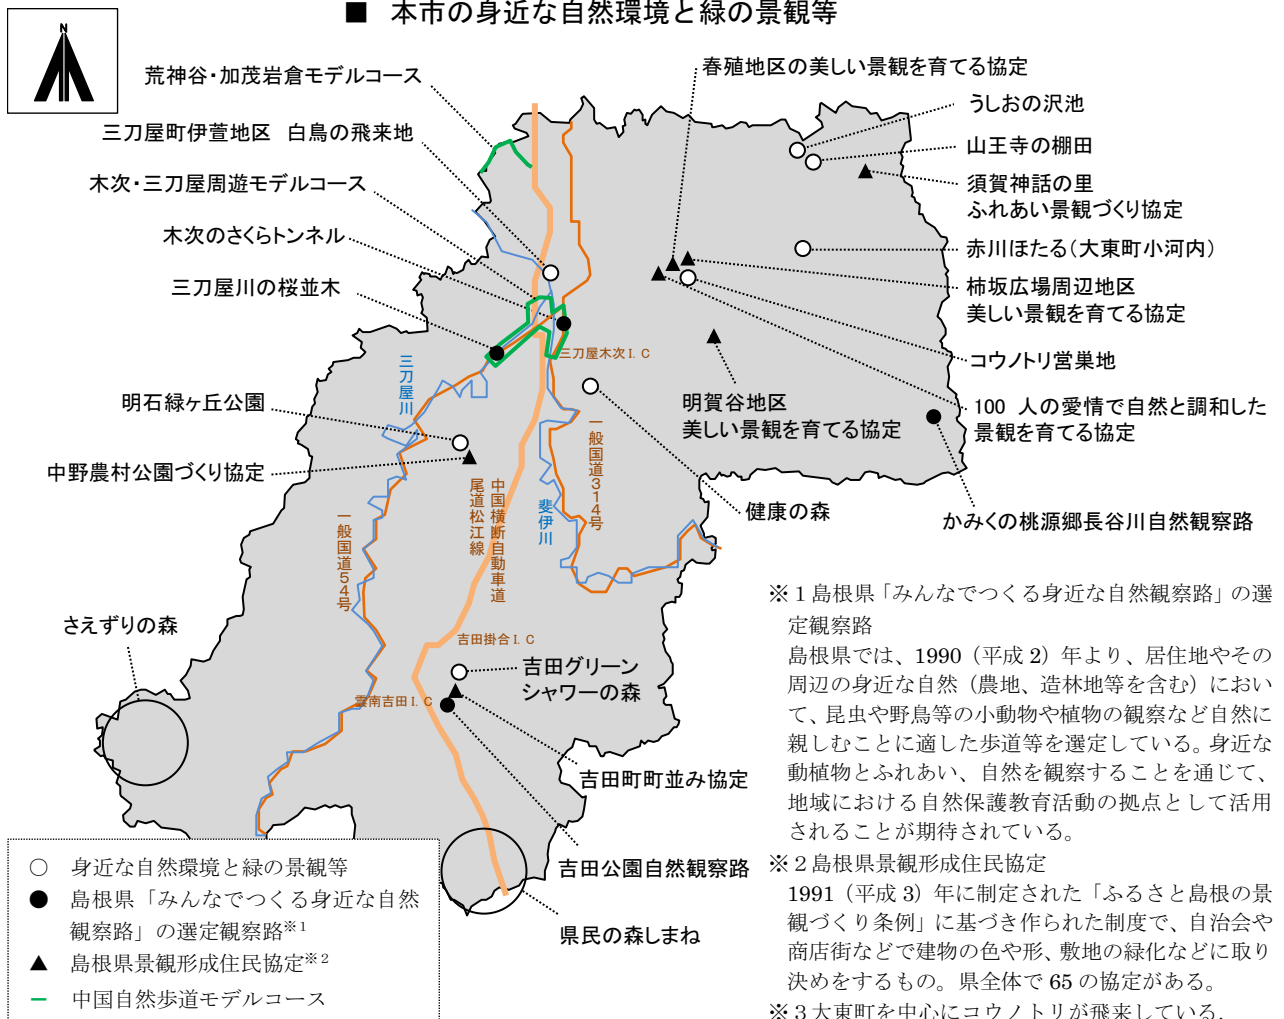 ■ 本市の身近な自然環境と緑の景観等
N
荒神谷・加茂岩倉モデルコース
三刀屋町伊萱地区 白鳥の飛来地
木次・三刀屋周遊モデルコース
木次のさくらトンネル
三刀屋川の桜並木
明石緑ヶ丘公園
中野農村公園づくり協定
さえずりの森
春殖地区の美しい景観を育てる協定
うしおの沢池
山王寺の棚田
須賀神話の里
ふれあい景観づくり協定
赤川ほたる(大東町小河内)
柿坂広場周辺地区
美しい景観を育てる協定
コウノトリ営巣地
100 人の愛情で自然と調和した
景観を育てる協定
かみくの桃源郷長谷川自然観察路
明賀谷地区
美しい景観を育てる協定
健康の森
三刀屋木次I.C
三刀屋川
斐伊川
一般国道314号
中国横断自動車道
尾道松江線
一般国道54号
吉田掛合I.C
雲南吉田I.C
吉田グリーン
シャワーの森
吉田町町並み協定
吉田公園自然観察路
県民の森しまね
○ 身近な自然環境と緑の景観等
● 島根県「みんなでつくる身近な自然
観察路」の選定観察路※1
▲ 島根県景観形成住民協定※2
中国自然歩道モデルコース
※1島根県「みんなでつくる身近な自然観察路」の選
定観察路
島根県では、1990(平成2)年より、居住地やその
周辺の身近な自然(農地、造林地等を含む)におい
て、昆虫や野鳥等の小動物や植物の観察など自然に
親しむことに適した歩道等を選定している。身近な
動植物とふれあい、自然を観察することを通じて、
地域における自然保護教育活動の拠点として活用
されることが期待されている。
※2島根県景観形成住民協定
1991(平成3)年に制定された「ふるさと島根の景
観づくり条例」に基づき作られた制度で、自治会や
商店街などで建物の色や形、敷地の緑化などに取り
決めをするもの。県全体で65の協定がある。
※3大東町を中心にコウノトリが飛来している。